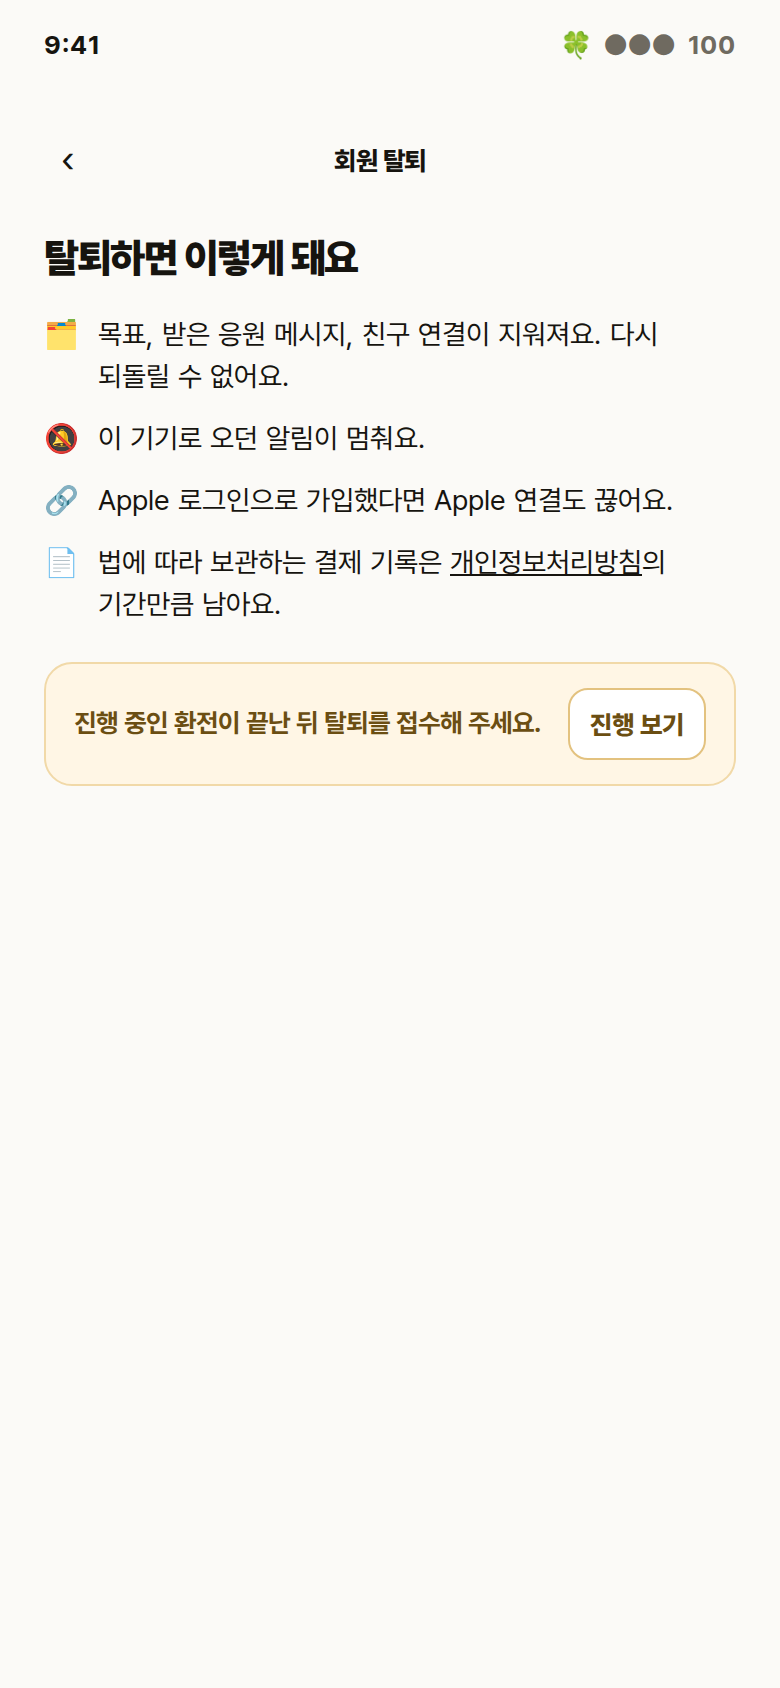 9:41
100
‹
회원 탈퇴
탈퇴하면 이렇게 돼요
목표, 받은 응원 메시지, 친구 연결이 지워져요. 다시
되돌릴 수 없어요.
이 기기로 오던 알림이 멈춰요.
Apple 로그인으로 가입했다면 Apple 연결도 끊어요.
법에 따라 보관하는 결제 기록은 개인정보처리방침의
기간만큼 남아요.
진행 중인 환전이 끝난 뒤 탈퇴를 접수해 주세요.
진행 보기